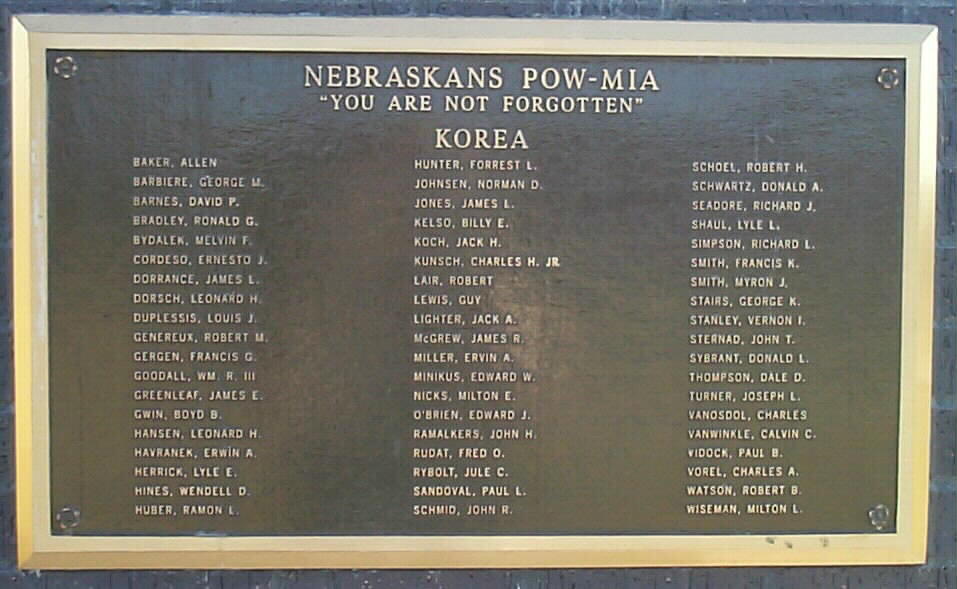 NEBRASKANS POW-MIA
"YOU ARE NOT FORGOTTEN"
KOREA
BAKER, ALLEN
BARBIERE, GEORGE M.
BARNES, DAVID P.
BRADLEY, RONALD G.
BYDALEK, MELVIN F.
CORDESO, ERNESTO J.
DORRANCE, JAMES L.
DORSCH, LEONARD H.
DUPLESSIS, LOUIS J.
GENEREUX, ROBERT M.
GERGEN, FRANCIS G.
GOODALL, WM. R. III
GREENLEAF, JAMES E.
GWIN, BOYD B.
HANSEN, LEONARD H.
HAVRANEK, ERWIN A.
HERRICK, LYLE E.
HINES, WENDELL D.
HUBER, RAMON L.
HUNTER, FORREST L.
JOHNSEN, NORMAN D.
JONES, JAMES L.
KELSO, BILLY E.
KOCH, JACK H.
KUNSCH, CHARLES H. JR.
LAIR, ROBERT
LEWIS, GUY
LIGHTER, JACK A.
McGREW, JAMES R.
MILLER, ERVIN A.
MINIKUS, EDWARD W.
NICKS, MILTON E.
O'BRIEN, EDWARD J.
RAMALKERS, JOHN H.
RUDAT, FRED O.
RYBOLT, JULE C.
SANDOVAL, PAUL L.
SCHMID, JOHN R.
SCHOEL, ROBERT H.
SCHWARTZ, DONALD A.
SEADORE, RICHARD J.
SHAUL, LYLE L.
SIMPSON, RICHARD L.
SMITH, FRANCIS K.
SMITH, MYRON J.
STAIRS, GEORGE K.
STANLEY, VERNON I.
STERNAD, JOHN T.
SYBRANT, DONALD L.
THOMPSON, DALE D.
TURNER, JOSEPH L.
VANOSDOL, CHARLES
VANWINKLE, CALVIN C.
VIDOCK, PAUL B.
VOREL, CHARLES A.
WATSON, ROBERT B.
WISEMAN, MILTON L.